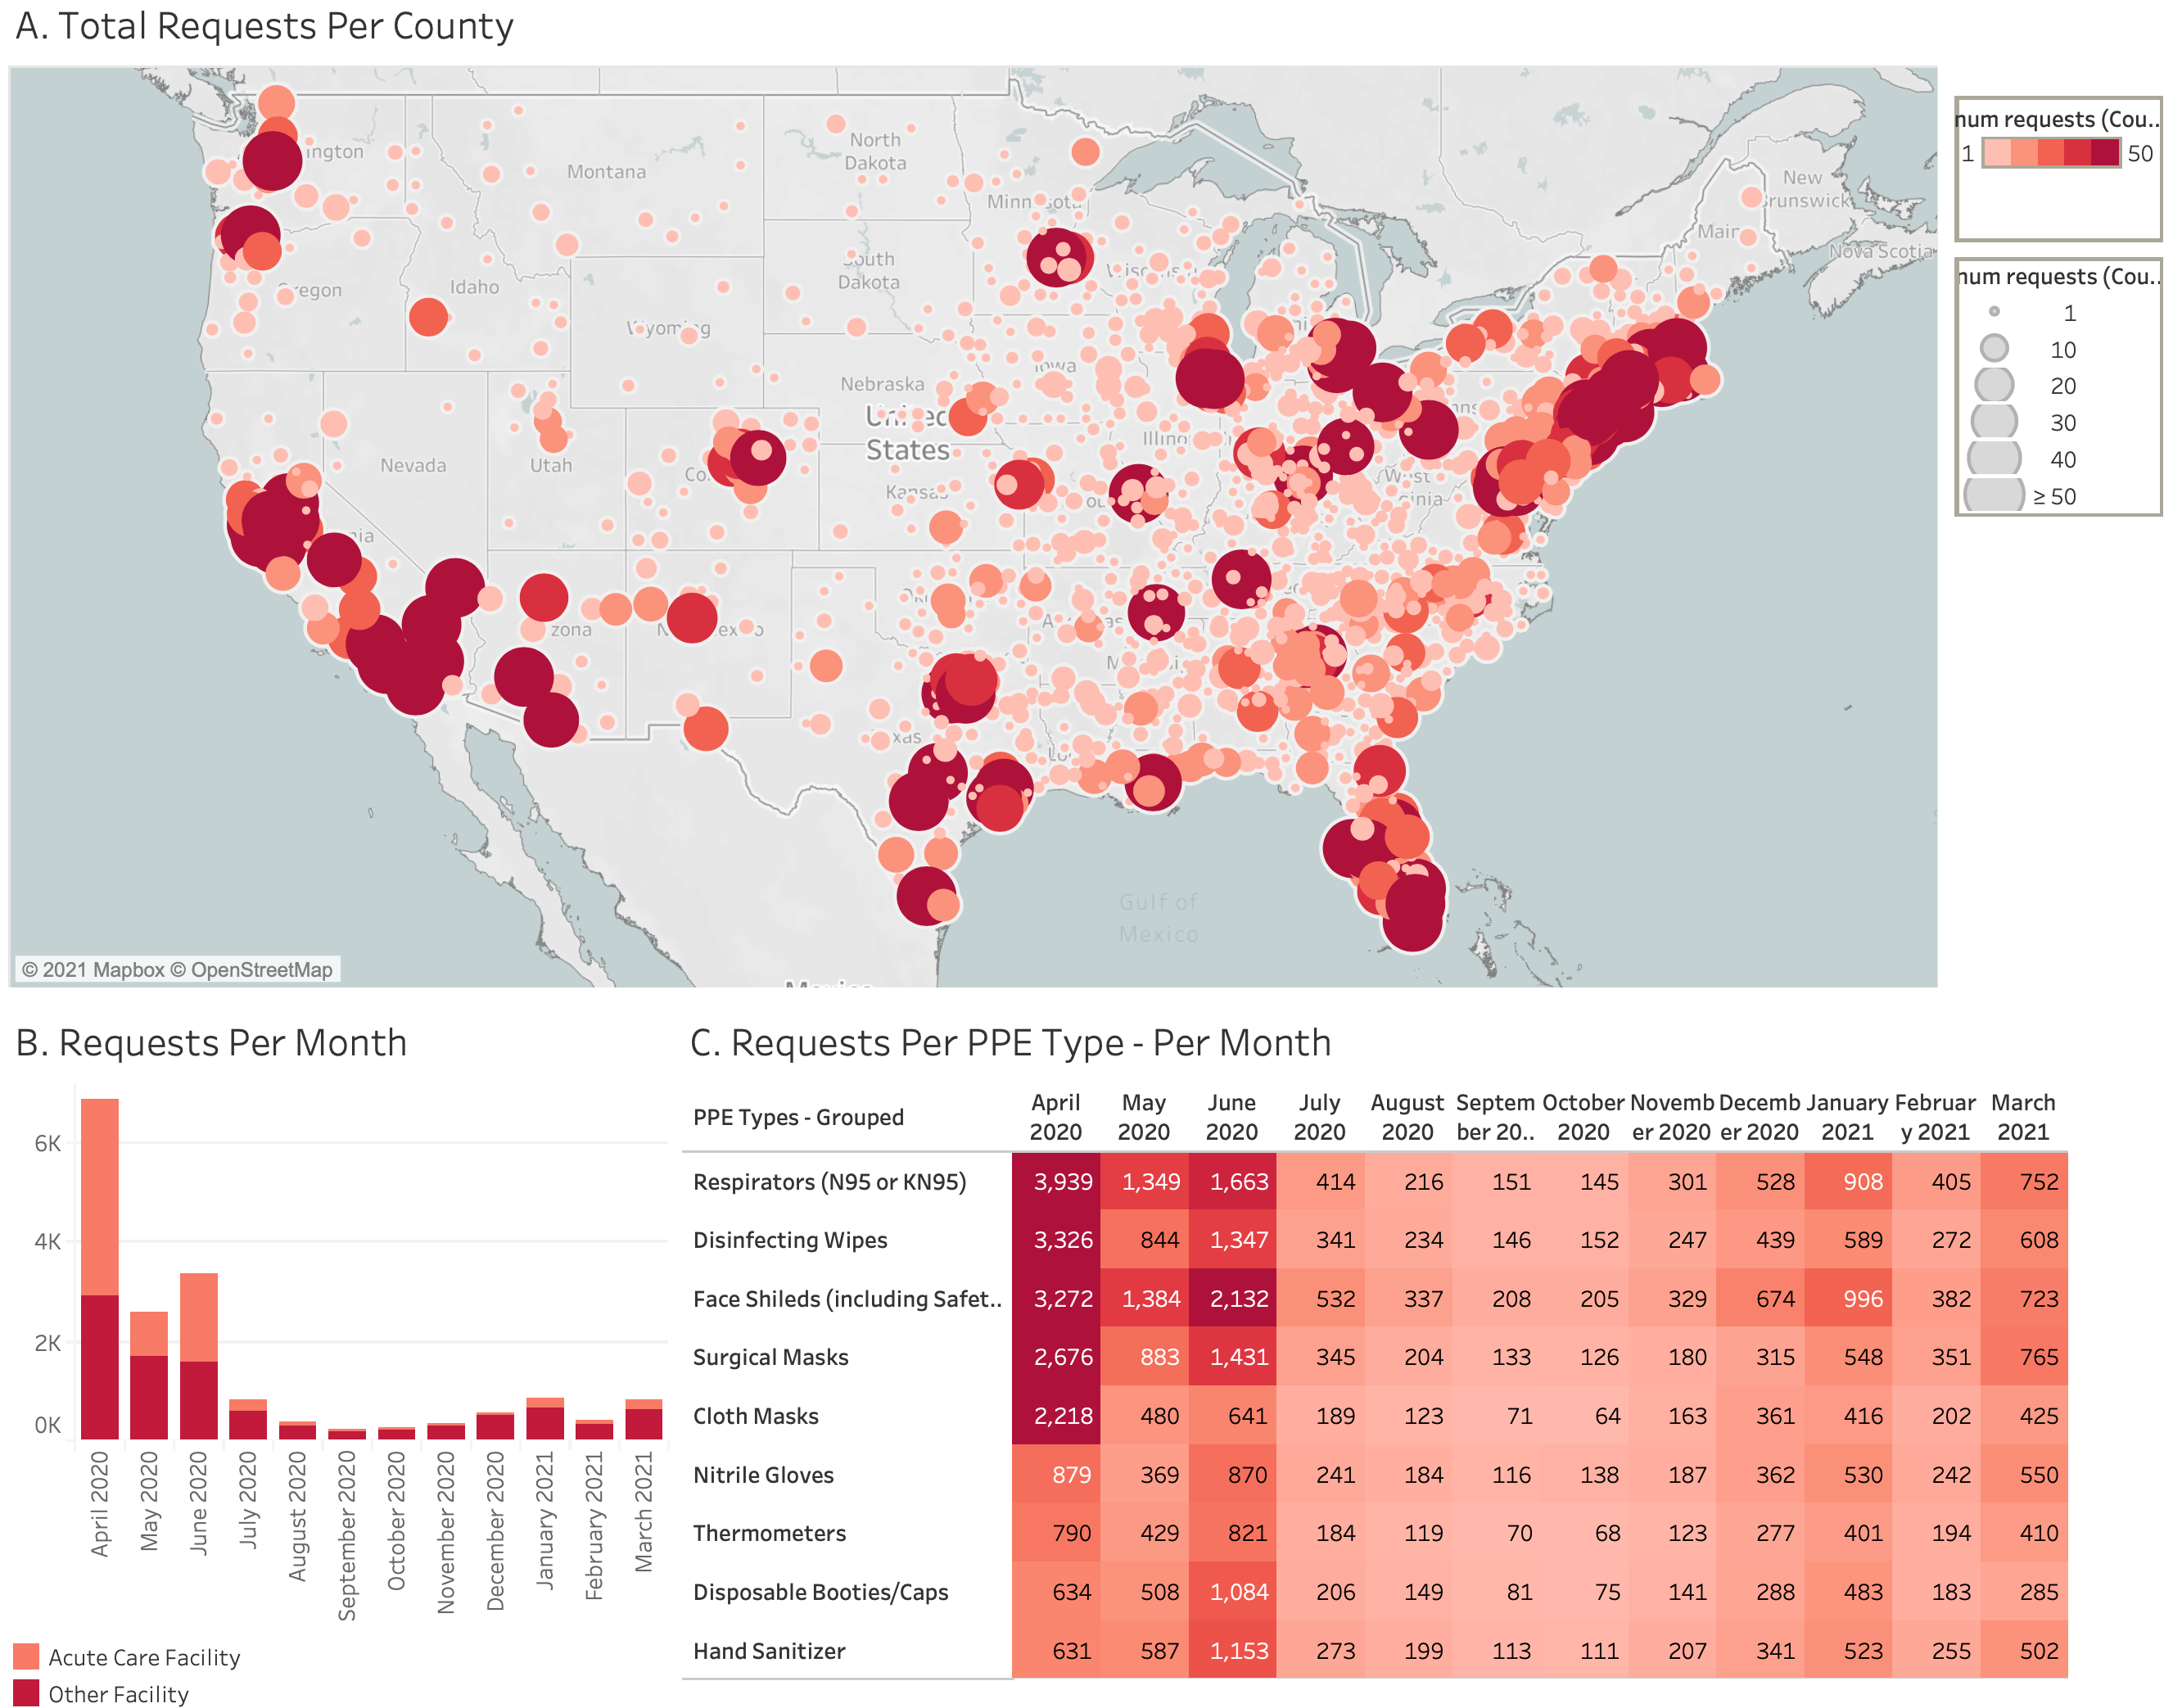 A. Total Requests Per County
num requests (Cou..
1 50
num requests (Cou..
1
10
20
30
40
≥ 50
North
Dakota
Montana
ington
Minn sota
New
Brunswick
Nova Scotia
South
Dakota
Oregon
Idaho
Wyoming
Iowa
Nebraska
United
States
Nevada
Utah
Illinois
West
Kansas
Gulf of
Mexico
Mexico
© 2021 Mapbox © OpenStreetMap
B. Requests Per Month
6K
4K
2K
0K
April 2020
May 2020
June 2020
July 2020
August 2020
September 2020
October 2020
November 2020
December 2020
January 2021
February 2021
March 2021
Acute Care Facility
Other Facility
C. Requests Per PPE Type - Per Month
PPE Types - Grouped
April May June July August Septem October Novemb Decemb January Februar March
2020 2020 2020 2020 2020 ber 20.. 2020 er 2020 er 2020 2021 y 2021 2021
Respirators (N95 or KN95) 3,939 1,349 1,663 414 216 151 145 301 528 908 405 752
Disinfecting Wipes 3,326 844 1,347 341 234 146 152 247 439 589 272 608
Face Shileds (including Safet.. 3,272 1,384 2,132 532 337 208 205 329 674 996 382 723
Surgical Masks 2,676 883 1,431 345 204 133 126 180 315 548 351 765
Cloth Masks 2,218 480 641 189 123 71 64 163 361 416 202 425
Nitrile Gloves 879 369 870 241 184 116 138 187 362 530 242 550
Thermometers 790 429 821 184 119 70 68 123 277 401 194 410
Disposable Booties/Caps 634 508 1,084 206 149 81 75 141 288 483 183 285
Hand Sanitizer 631 587 1,153 273 199 113 111 207 341 523 255 502